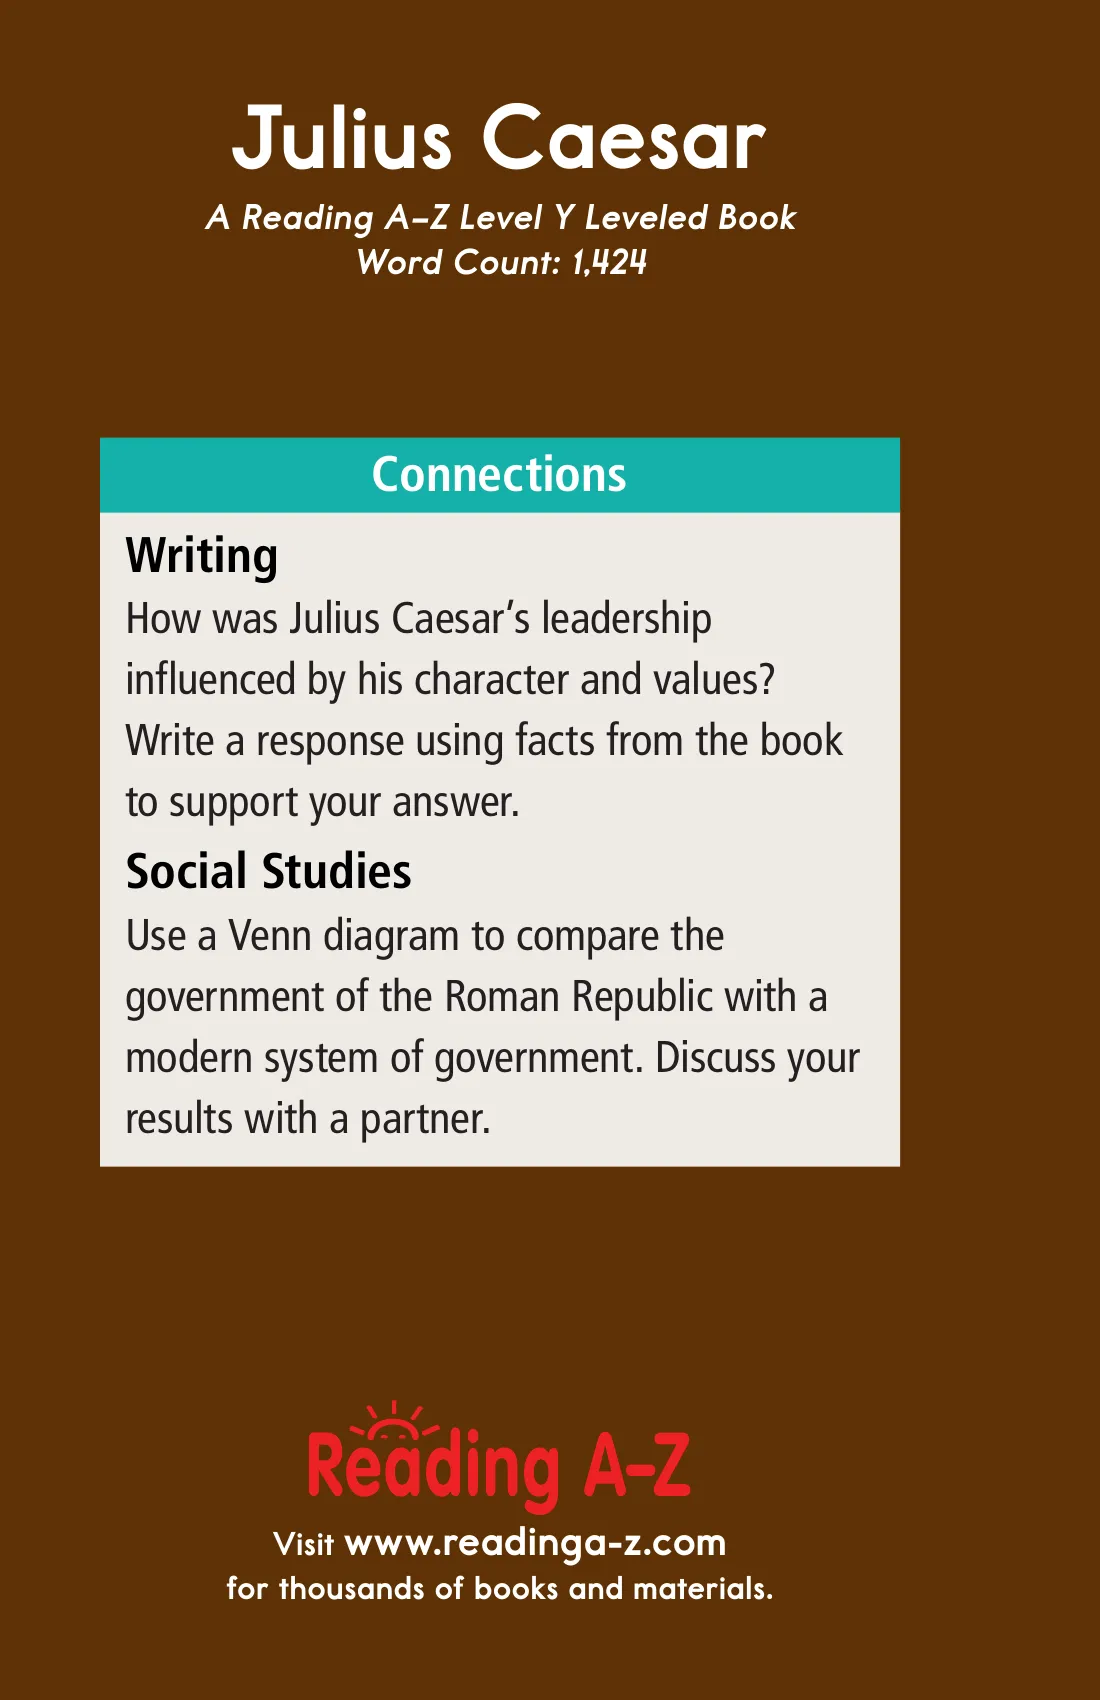 Julius Caesar
A Reading A–Z Level Y Leveled Book
Word Count: 1,424
Connections
Writing
How was Julius Caesar’s leadership
influenced by his character and values?
Write a response using facts from the book
to support your answer.
Social Studies
Use a Venn diagram to compare the
government of the Roman Republic with a
modern system of government. Discuss your
results with a partner.
Reading A–Z
Visit www.readinga-z.com
for thousands of books and materials.